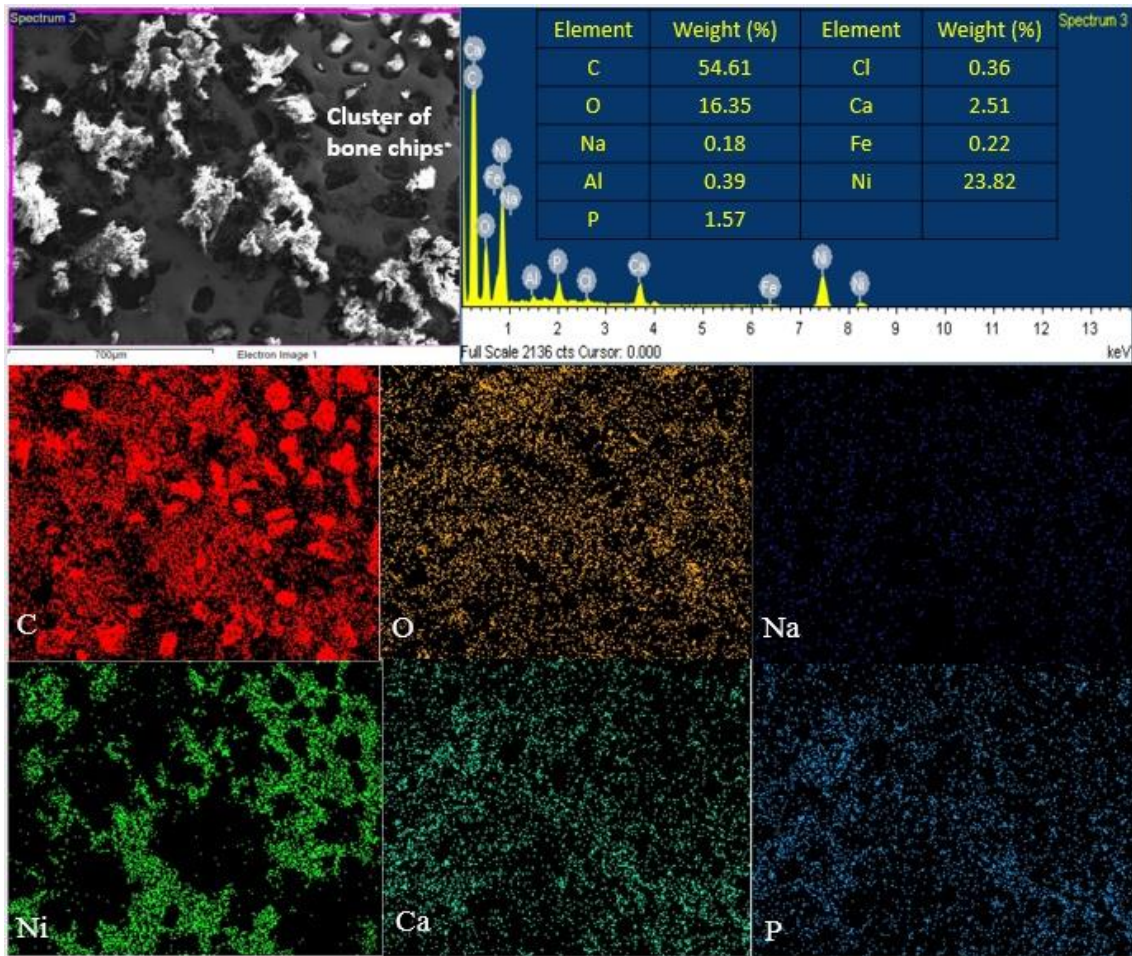 Spectrum 3
Cluster of
bone chips
700µm
Electron Image 1
Spectrum 3
Element Weight (%) Element Weight (%)
C 54.61 Cl 0.36
O 16.35 Ca 2.51
Na 0.18 Fe 0.22
Al 0.39 Ni 23.82
P 1.57
Ca
C
O
Ni
Fe
Na
Al
P
Cl
Ca
Fe
Ni
Ni
1 2 3 4 5 6 7 8 9 10 11 12 13
Full Scale 2136 cts Cursor: 0.000 keV
C
O
Na
Ni
Ca
P